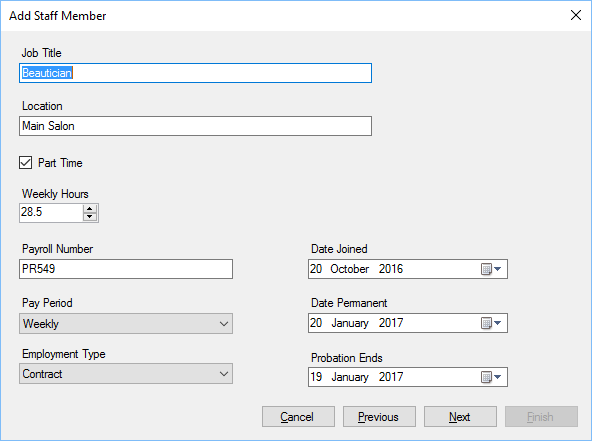 Add Staff Member
Job Title
Beautician
Location
Main Salon
Part Time
Weekly Hours
28.5
Payroll Number
PR549
Date Joined
20 October 2016
Pay Period
Weekly
Date Permanent
20 January 2017
Employment Type
Contract
Probation Ends
19 January 2017
Cancel Previous Next Finish